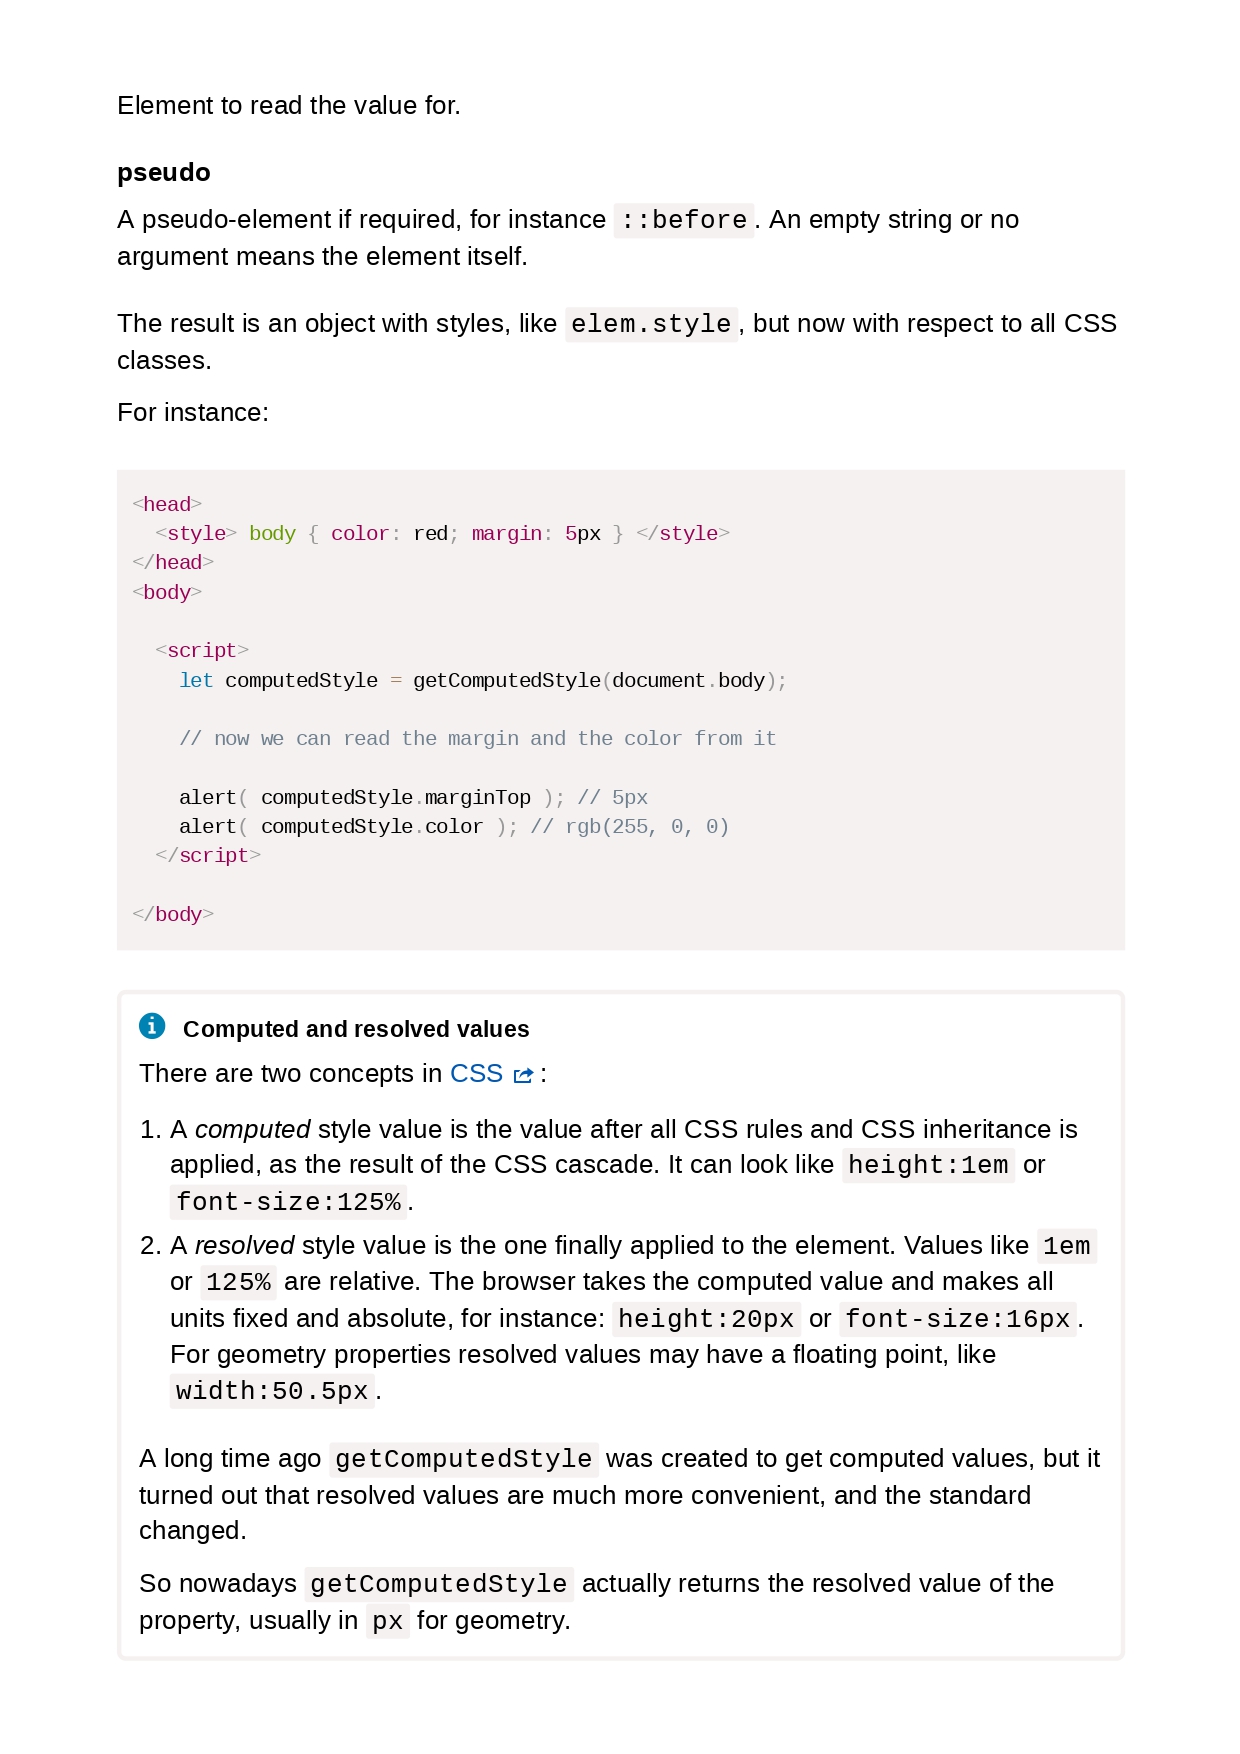 Element to read the value for.
pseudo
A pseudo-element if required, for instance ::before. An empty string or no
argument means the element itself.
The result is an object with styles, like elem.style, but now with respect to all CSS
classes.
For instance:
<head>
  <style> body { color: red; margin: 5px } </style>
</head>
<body>
  <script>
    let computedStyle = getComputedStyle(document.body);
    // now we can read the margin and the color from it
    alert( computedStyle.marginTop ); // 5px
    alert( computedStyle.color ); // rgb(255, 0, 0)
  </script>
</body>
Computed and resolved values
There are two concepts in CSS :
1. A computed style value is the value after all CSS rules and CSS inheritance is
applied, as the result of the CSS cascade. It can look like height:1em or
font-size:125%.
2. A resolved style value is the one finally applied to the element. Values like 1em
or 125% are relative. The browser takes the computed value and makes all
units fixed and absolute, for instance: height:20px or font-size:16px.
For geometry properties resolved values may have a floating point, like
width:50.5px.
A long time ago getComputedStyle was created to get computed values, but it
turned out that resolved values are much more convenient, and the standard
changed.
So nowadays getComputedStyle actually returns the resolved value of the
property, usually in px for geometry.